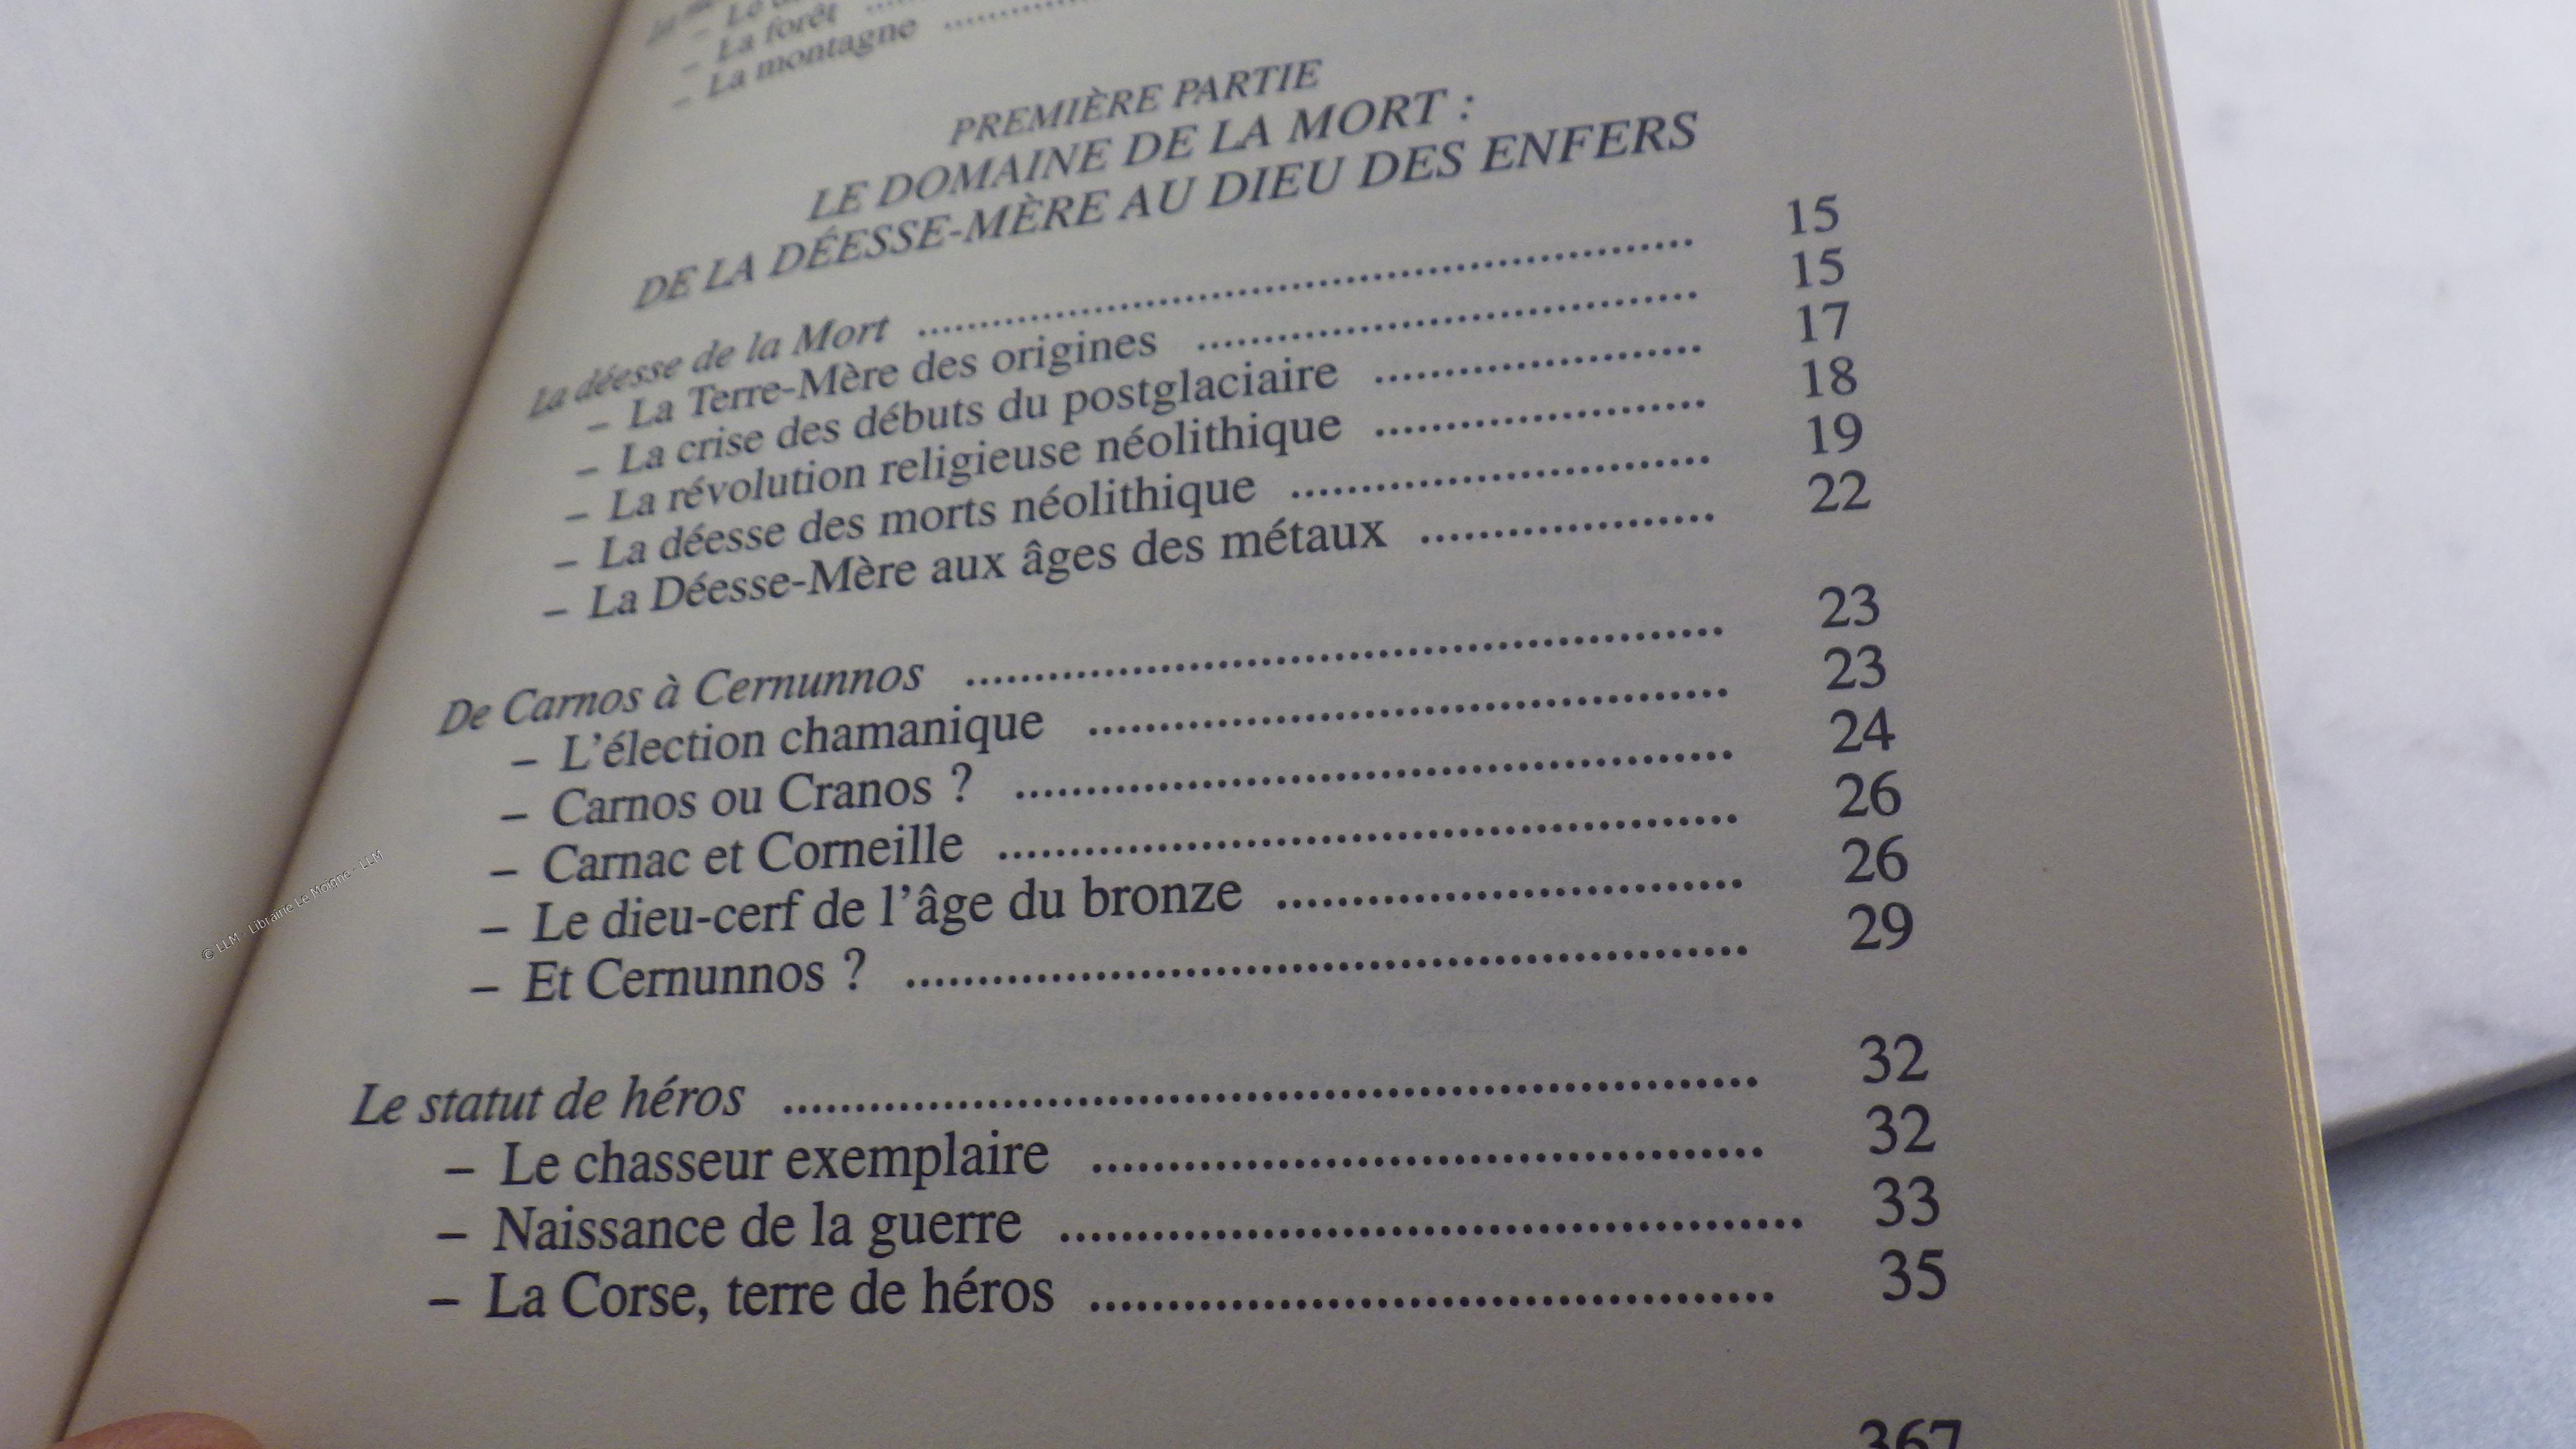 – La forêt
– La montagne ..........
PREMIÈRE PARTIE
LE DOMAINE DE LA MORT :
DE LA DÉESSE-MÈRE AU DIEU DES ENFERS
La déesse de la Mort .......... 15
– La Terre-Mère des origines .......... 15
– La crise des débuts du postglaciaire .......... 17
– La révolution religieuse néolithique .......... 18
– La déesse des morts néolithique .......... 19
– La Déesse-Mère aux âges des métaux .......... 22
De Carnos à Cernunnos .......... 23
– L’élection chamanique .......... 23
– Carnos ou Cranos ? .......... 24
– Carnac et Corneille .......... 26
– Le dieu-cerf de l’âge du bronze .......... 26
– Et Cernunnos ? .......... 29
Le statut de héros .......... 32
– Le chasseur exemplaire .......... 32
– Naissance de la guerre .......... 33
– La Corse, terre de héros .......... 35
367
© LLM - Librairie Le Moigne - LLM